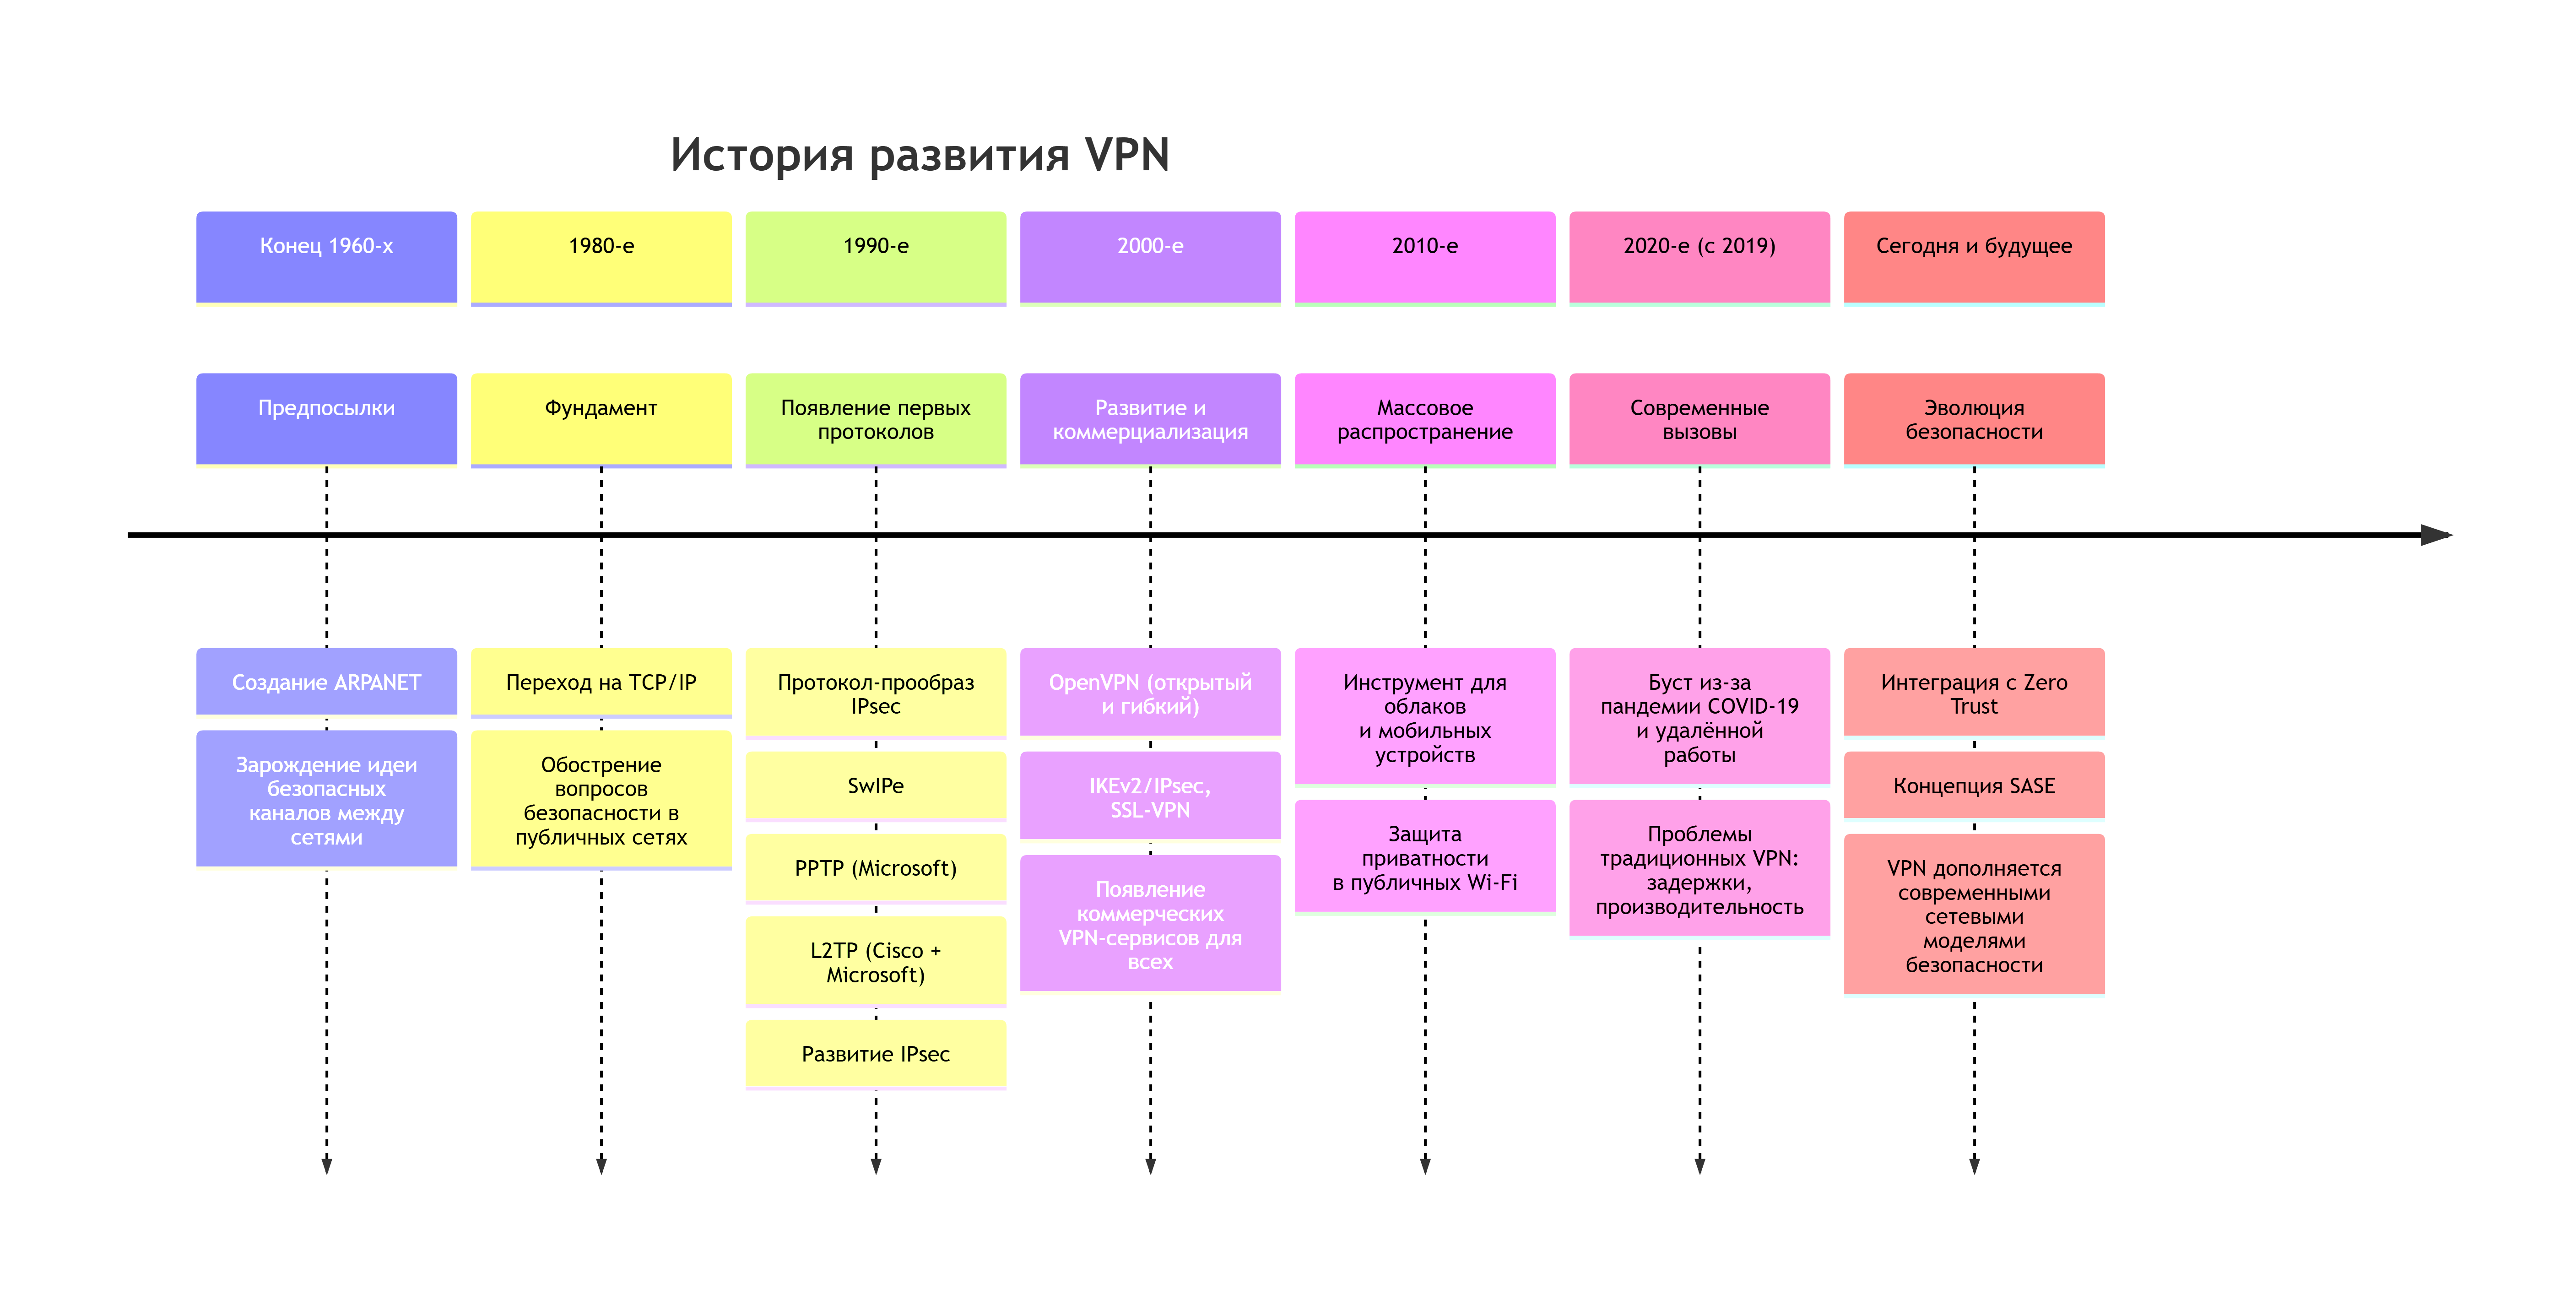 История развития VPN
Конец 1960-х
1980-е
1990-е
2000-е
2010-е
2020-е (с 2019)
Сегодня и будущее
Предпосылки
Фундамент
Появление первых
протоколов
Развитие и
коммерциализация
Массовое
распространение
Современные
вызовы
Эволюция
безопасности
Создание ARPANET
Зарождение идеи
безопасных
каналов между
сетями
Переход на TCP/IP
Обострение
вопросов
безопасности в
публичных сетях
Протокол-прообраз
IPsec
SwIPe
PPTP (Microsoft)
L2TP (Cisco +
Microsoft)
Развитие IPsec
OpenVPN (открытый
и гибкий)
IKEv2/IPsec,
SSL-VPN
Появление
коммерческих
VPN-сервисов для
всех
Инструмент для
облаков
и мобильных
устройств
Защита
приватности
в публичных Wi-Fi
Буст из-за
пандемии COVID-19
и удалённой
работы
Проблемы
традиционных VPN:
задержки,
производительность
Интеграция с Zero
Trust
Концепция SASE
VPN дополняется
современными
сетевыми
моделями
безопасности